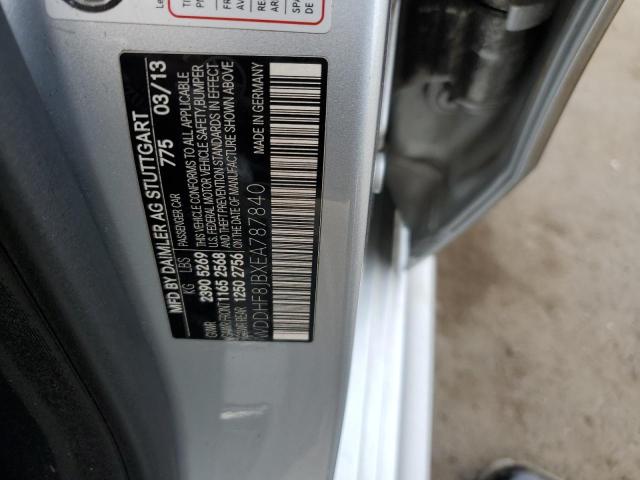 MFD BY DAIMLER AG STUTTGART 775 03/13
KG LBS PASSENGER CAR
GVWR 2390 5269 THIS VEHICLE CONFORMS TO ALL APPLICABLE
GAWR FRONT 1165 2568 U.S. FEDERAL MOTOR VEHICLE SAFETY, BUMPER
GAWR REAR 1250 2756 AND THEFT PREVENTION STANDARDS IN EFFECT
ON THE DATE OF MANUFACTURE SHOWN ABOVE
WDDHF8JBXEA787840 MADE IN GERMANY